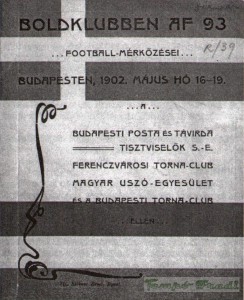 BOLDKLUBBEN AF 93
...FOOTBALL-MÉRKŐZÉSEI...
R/39
BUDAPESTEN, 1902. MÁJUS HÓ 16–19.
...A...
BUDAPESTI POSTA ÉS TÁVIRDA
TISZTVISELŐK S.-E.
FERENCZVÁROSI TORNA-CLUB
MAGYAR USZÓ-EGYESÜLET
ÉS A BUDAPESTI TORNA-CLUB
...ELLEN...